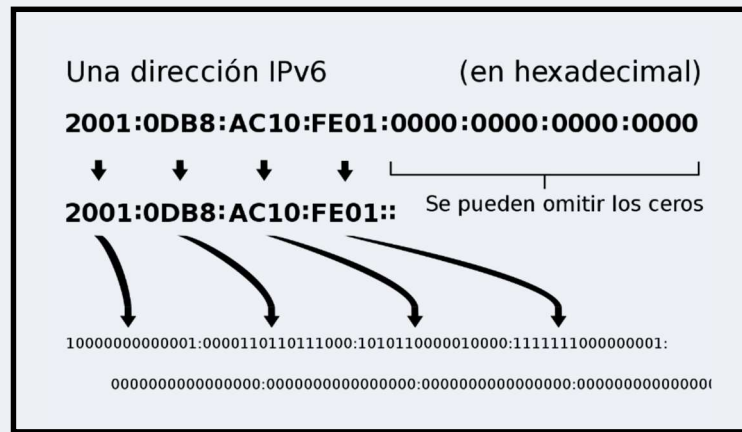 Una dirección IPv6 (en hexadecimal)
2001:0DB8:AC10:FE01:0000:0000:0000:0000
2001:0DB8:AC10:FE01:: Se pueden omitir los ceros
10000000000001:0000110110111000:1010110000010000:1111111000000001:
0000000000000000:0000000000000000:0000000000000000:000000000000000